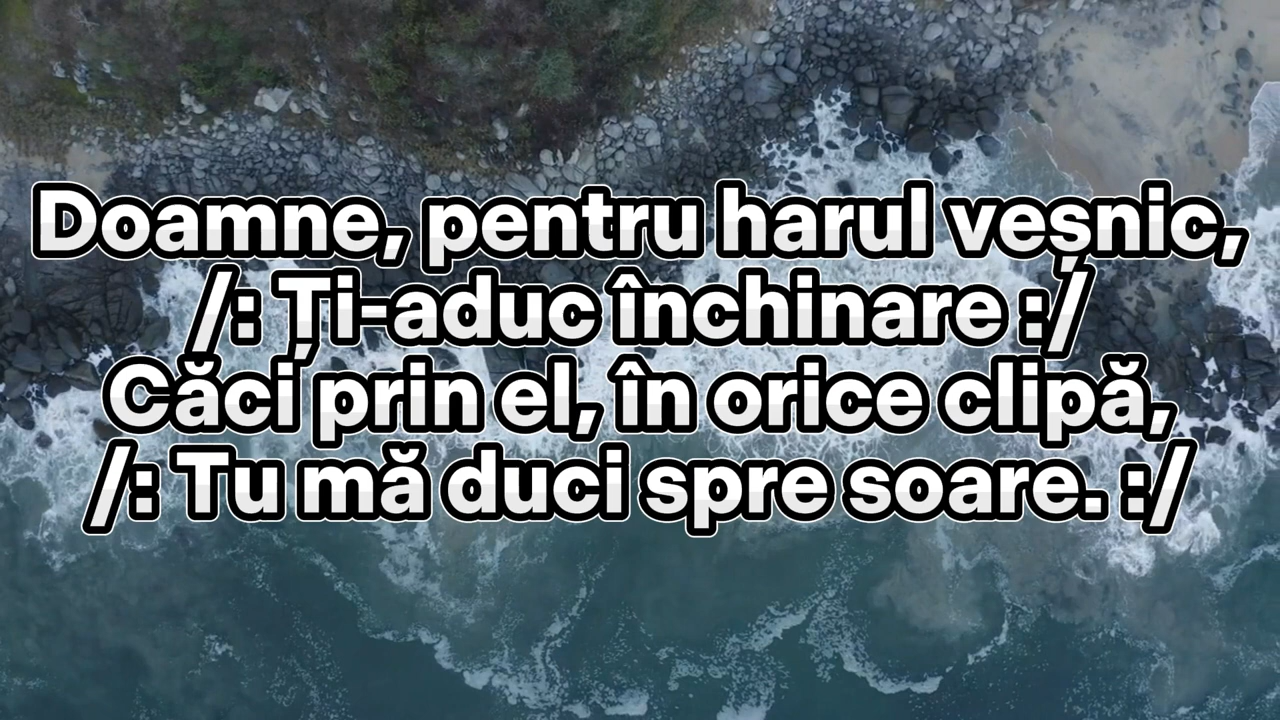 Doamne, pentru harul veșnic,
/: Ți-aduc închinare :/
Căci prin el, în orice clipă,
/: Tu mă duci spre soare. :/